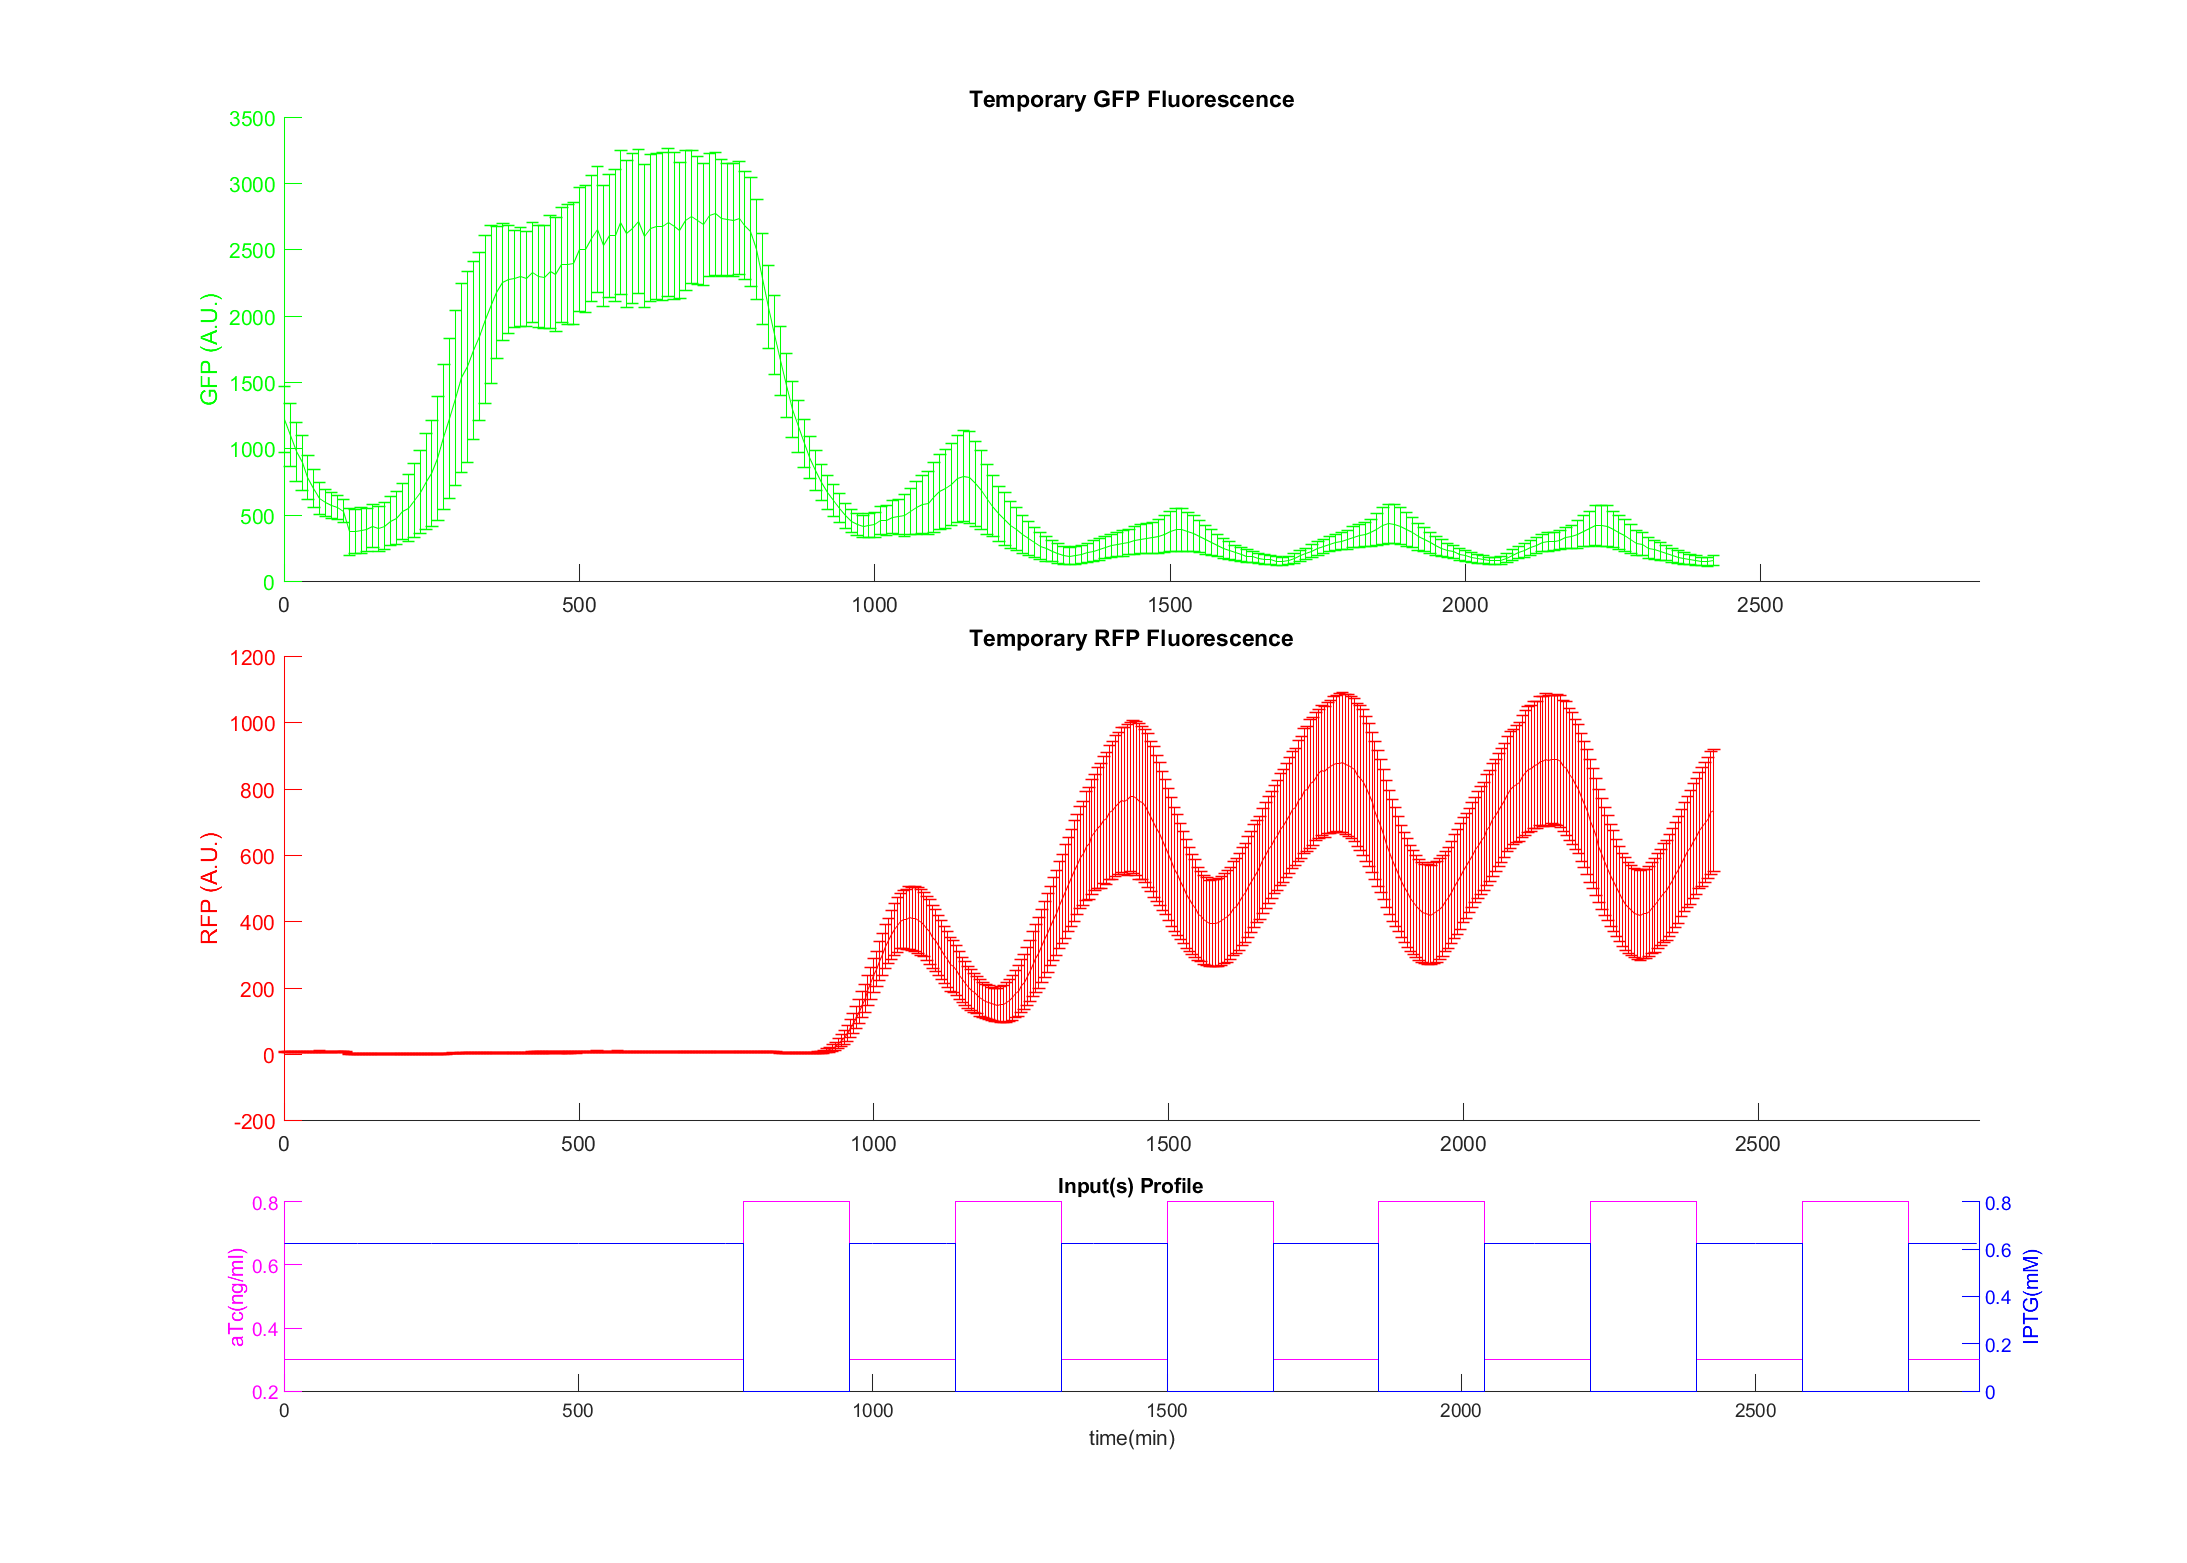 Temporary GFP Fluorescence
3500
3000
2500
2000
1500
1000
500
0
GFP (A.U.)
0 500 1000 1500 2000 2500
Temporary RFP Fluorescence
1200
1000
800
600
400
200
0
-200
RFP (A.U.)
0 500 1000 1500 2000 2500
Input(s) Profile
0.8
0.6
0.4
0.2
aTc(ng/ml)
0.8
0.6
0.4
0.2
0
IPTG(mM)
0 500 1000 1500 2000 2500
time(min)